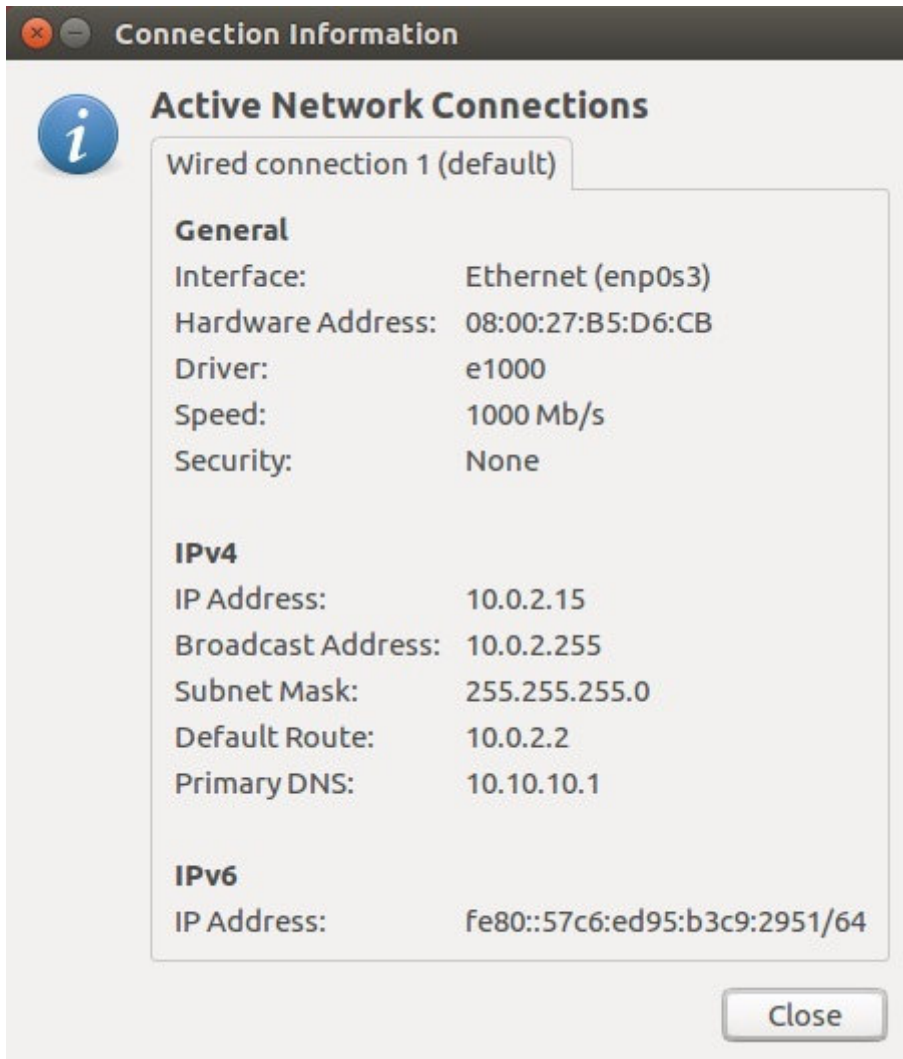 Connection Information
Active Network Connections
Wired connection 1 (default)
General
Interface: Ethernet (enp0s3)
Hardware Address: 08:00:27:B5:D6:CB
Driver: e1000
Speed: 1000 Mb/s
Security: None
IPv4
IP Address: 10.0.2.15
Broadcast Address: 10.0.2.255
Subnet Mask: 255.255.255.0
Default Route: 10.0.2.2
Primary DNS: 10.10.10.1
IPv6
IP Address: fe80::57c6:ed95:b3c9:2951/64
Close